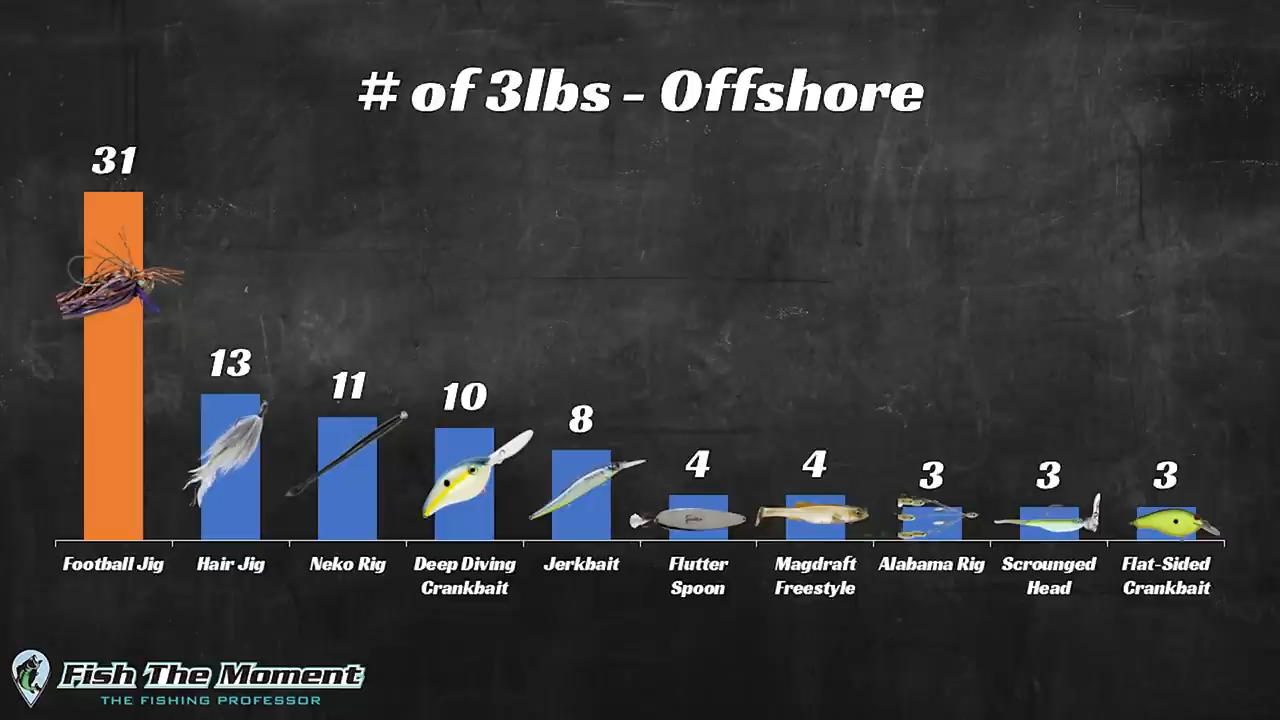 # of 3lbs - Offshore
31
13
11
10
8
4
4
3
3
3
Football Jig
Hair Jig
Neko Rig
Deep Diving
Crankbait
Jerkbait
Flutter
Spoon
Magdraft
Freestyle
Alabama Rig
Scrounged
Head
Flat-Sided
Crankbait
Fish The Moment
THE FISHING PROFESSOR